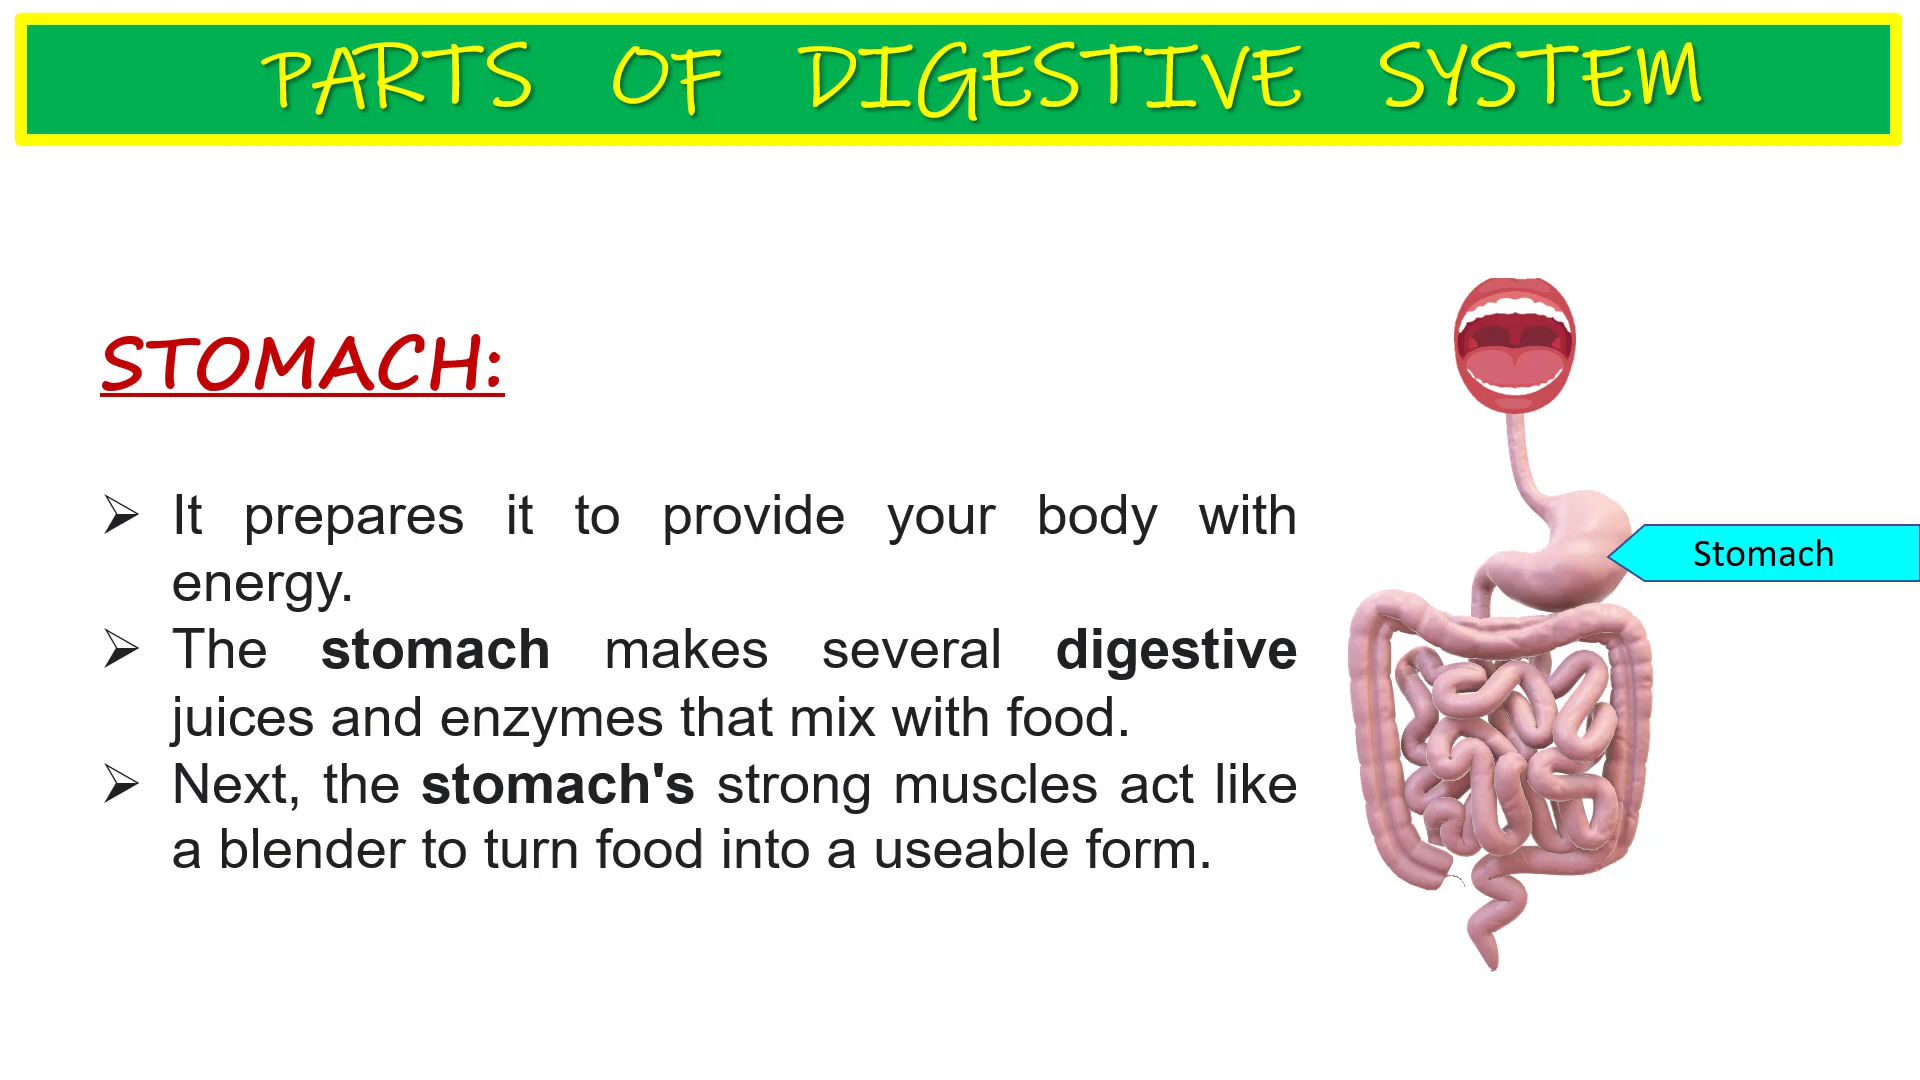 PARTS OF DIGESTIVE SYSTEM
STOMACH:
➢ It prepares it to provide your body with
energy.
➢ The stomach makes several digestive
juices and enzymes that mix with food.
➢ Next, the stomach's strong muscles act like
a blender to turn food into a useable form.
Stomach